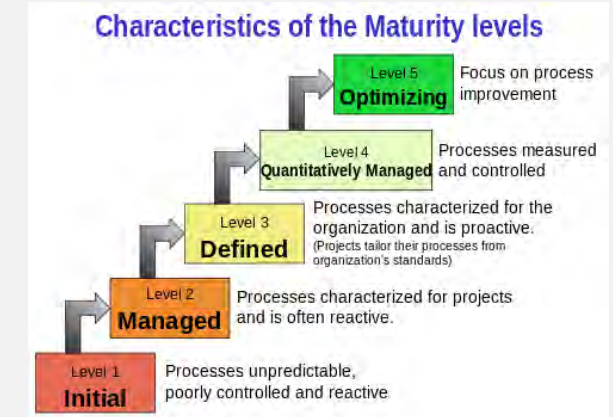 Characteristics of the Maturity levels
Level 5
Optimizing
Focus on process
improvement
Level 4
Quantitatively Managed
Processes measured
and controlled
Level 3
Defined
Processes characterized for the
organization and is proactive.
(Projects tailor their processes from
organization's standards)
Level 2
Managed
Processes characterized for projects
and is often reactive.
Level 1
Initial
Processes unpredictable,
poorly controlled and reactive